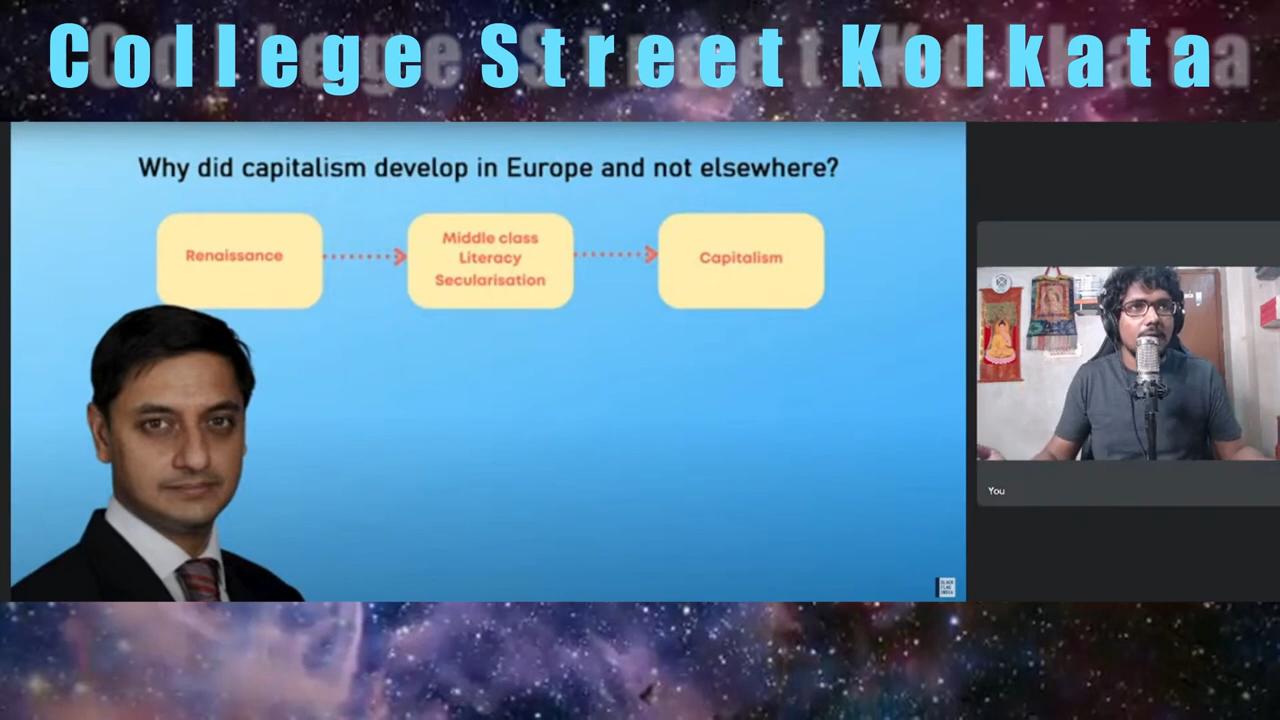 College Street Kolkata
Why did capitalism develop in Europe and not elsewhere?
Renaissance
Middle class
Literacy
Secularisation
Capitalism
You